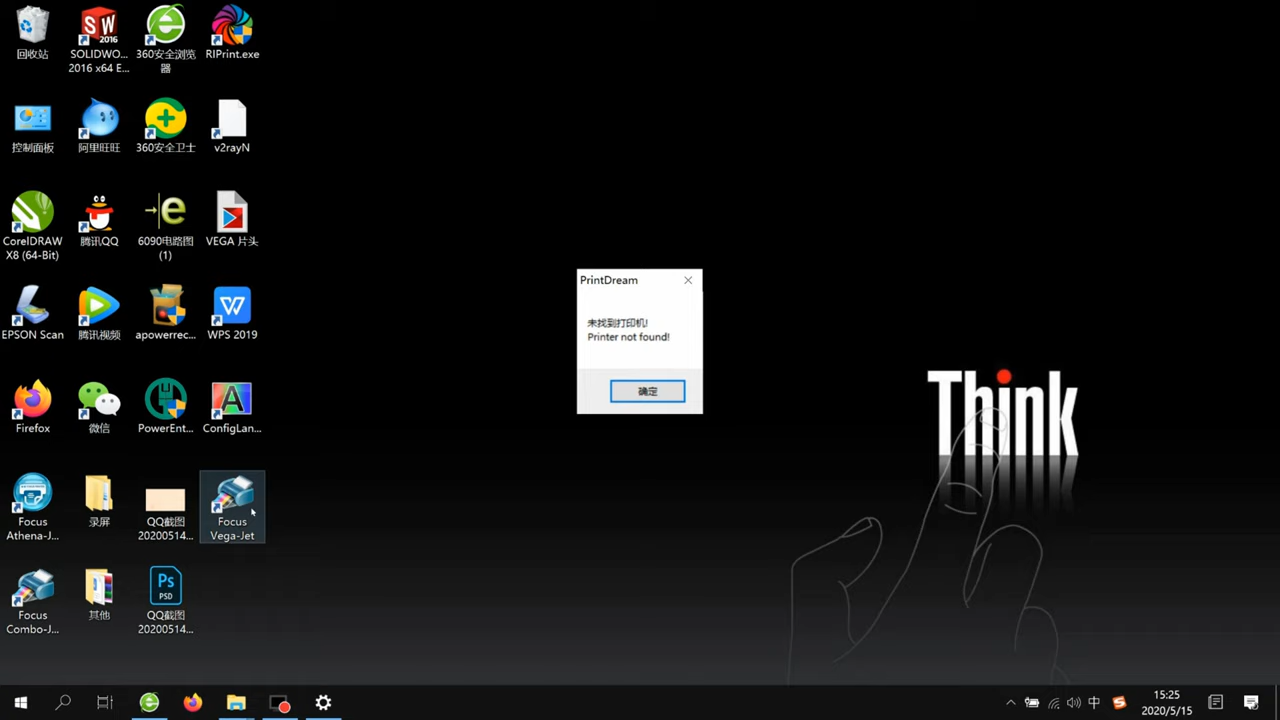 回收站
SW
2016
SOLIDWO...
2016 x64 E...
360安全浏览
器
RIPrint.exe
控制面板
阿里旺旺
360安全卫士
v2rayN
CorelDRAW
X8 (64-Bit)
腾讯QQ
6090电路图
(1)
VEGA 片头
EPSON Scan
腾讯视频
apowerrec...
WPS 2019
Firefox
微信
PowerEnt...
ConfigLan...
Focus
Athena-J...
录屏
QQ截图
20200514...
Focus
Vega-Jet
Focus
Combo-J...
其他
Ps
PSD
QQ截图
20200514...
PrintDream
未找到打印机!
Printer not found!
确定
Think
中
15:25
2020/5/15